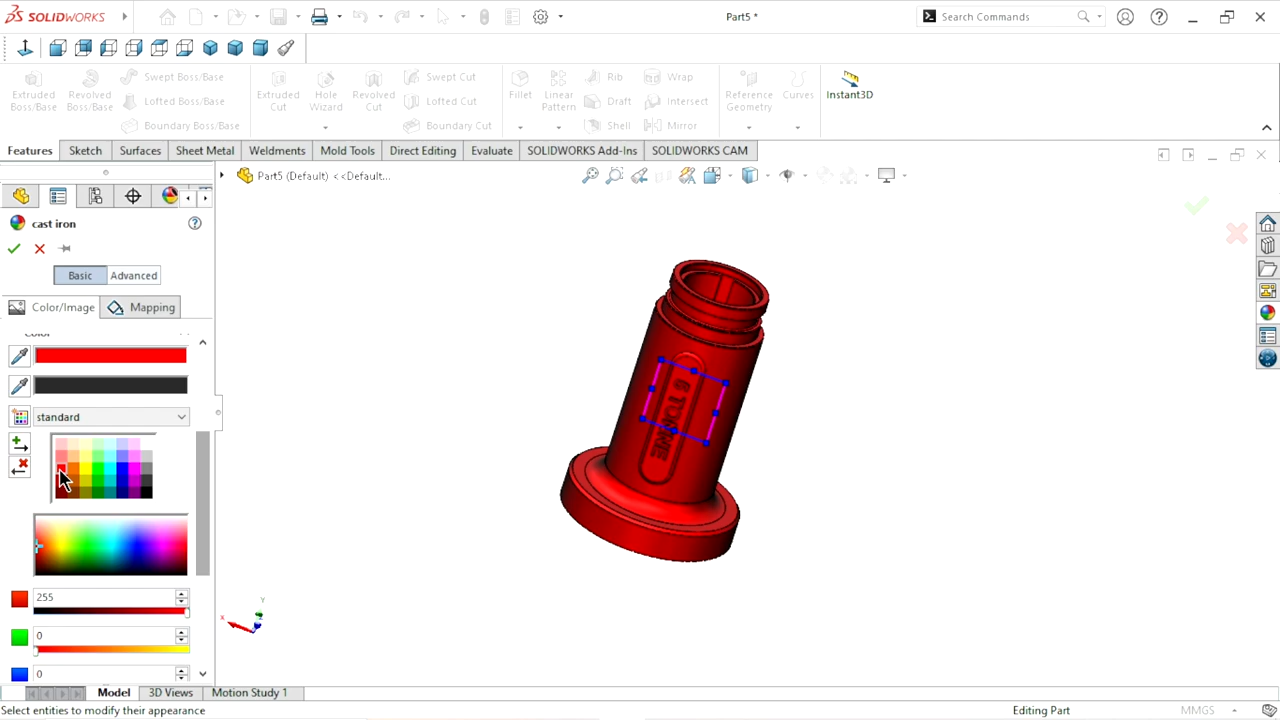 SOLIDWORKS
Part5 *
Search Commands
Extruded Boss/Base
Revolved Boss/Base
Swept Boss/Base
Lofted Boss/Base
Boundary Boss/Base
Extruded Cut
Hole Wizard
Revolved Cut
Swept Cut
Lofted Cut
Boundary Cut
Fillet
Linear Pattern
Rib
Draft
Shell
Wrap
Intersect
Mirror
Reference Geometry
Curves
Instant3D
Features
Sketch
Surfaces
Sheet Metal
Weldments
Mold Tools
Direct Editing
Evaluate
SOLIDWORKS Add-Ins
SOLIDWORKS CAM
Part5 (Default) <<Default...
cast iron
Basic
Advanced
Color/Image
Mapping
Color
standard
5 TONNE
255
0
0
Y
X
Model
3D Views
Motion Study 1
Select entities to modify their appearance
Editing Part
MMGS